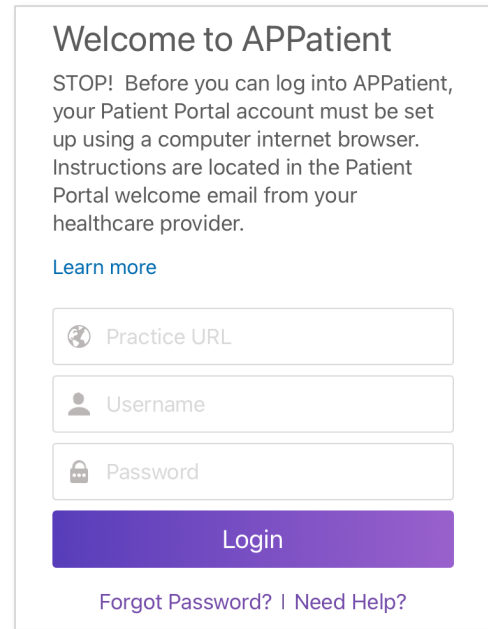 Welcome to APPatient
STOP!  Before you can log into APPatient,
your Patient Portal account must be set
up using a computer internet browser.
Instructions are located in the Patient
Portal welcome email from your
healthcare provider.
Learn more
Practice URL
Username
Password
Login
Forgot Password? | Need Help?